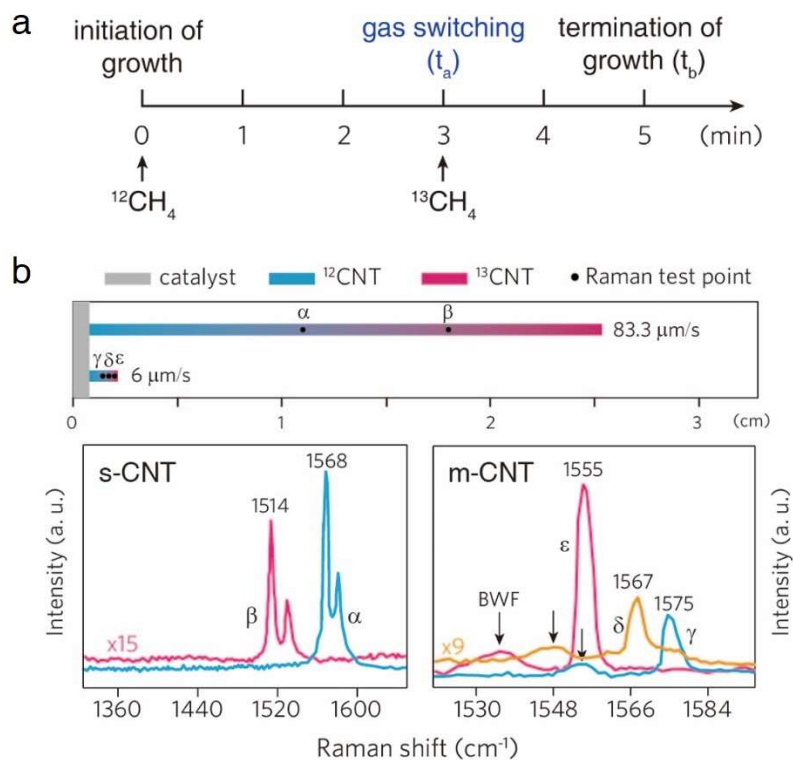 a
initiation of
growth
gas switching
(tₐ)
termination of
growth (t_b)
0 1 2 3 4 5 (min)
¹²CH₄ ¹³CH₄
b
catalyst ¹²CNT ¹³CNT • Raman test point
α β
83.3 μm/s
γδε
6 μm/s
0 1 2 3 (cm)
s-CNT
1568
1514
β α
x15
1360 1440 1520 1600
Intensity (a. u.)
m-CNT
1555
ε
1567
1575
BWF
δ γ
x9
1530 1548 1566 1584
Intensity (a. u.)
Raman shift (cm⁻¹)